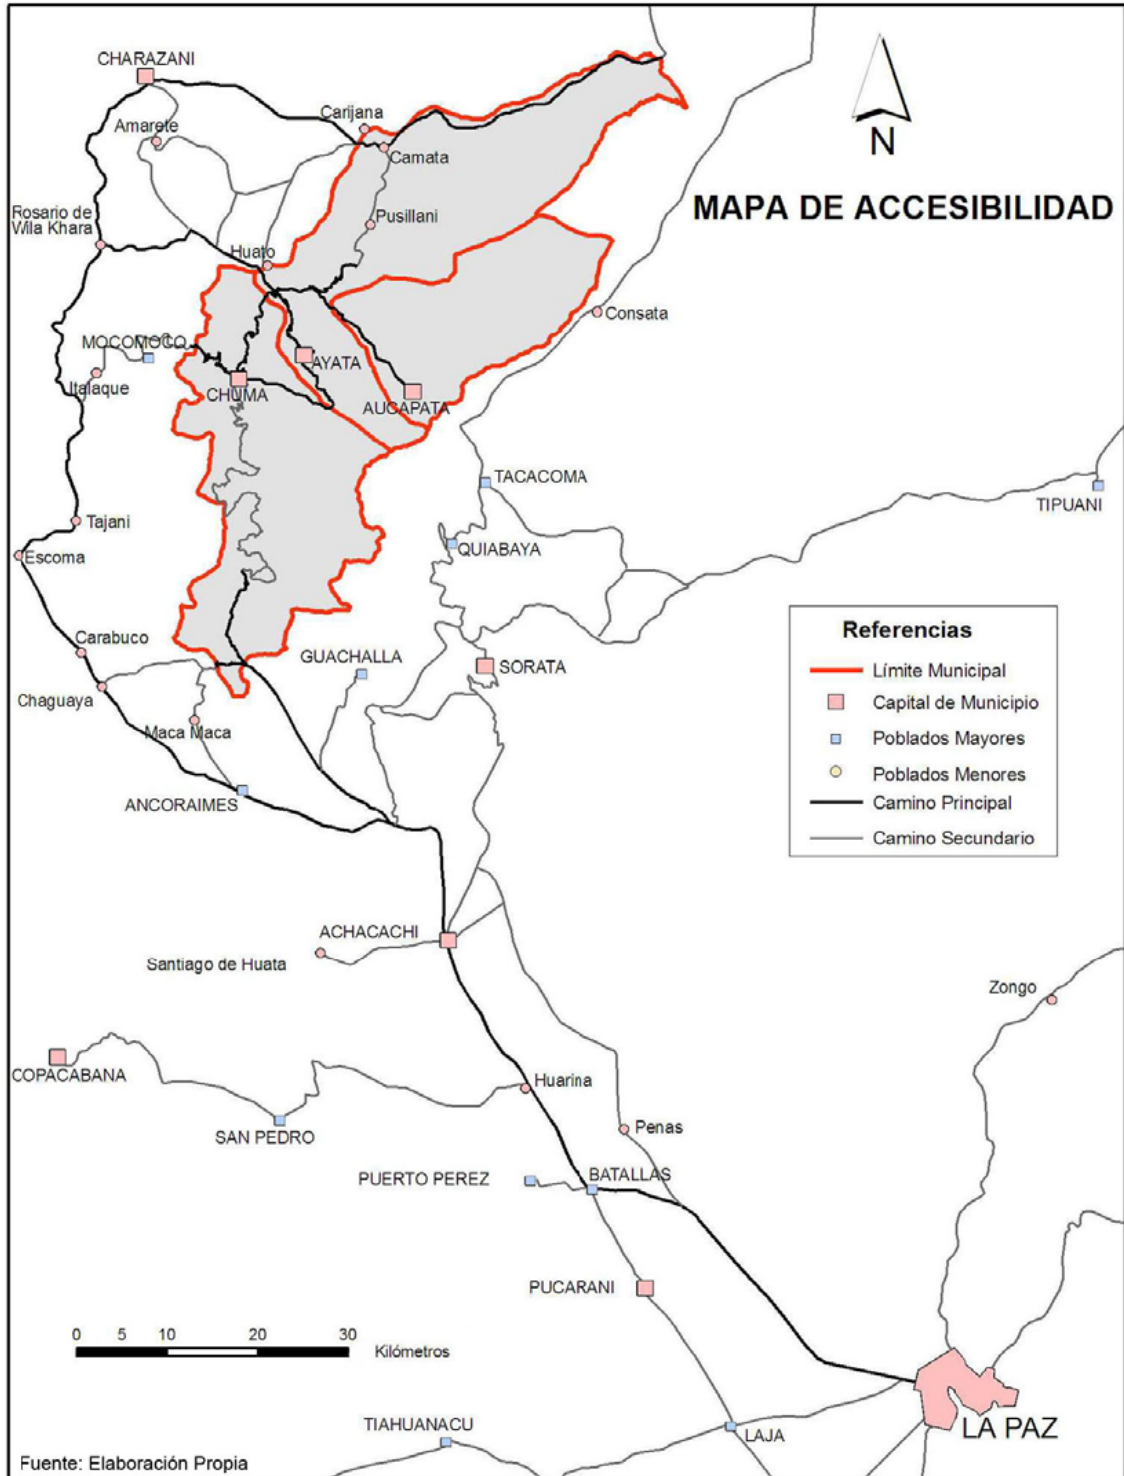 CHARAZANI
Carijana
Amarete
Camata
N
MAPA DE ACCESIBILIDAD
Rosario de
Wila Khara
Pusillani
Huato
Consata
MOCOMOCO
Italaque
AYATA
CHUMA
AUCAPATA
TACACOMA
TIPUANI
Tajani
QUIABAYA
Escoma
Carabuco
GUACHALLA
SORATA
Chaguaya
Maca Maca
ANCORAIMES
Referencias
Límite Municipal
Capital de Municipio
Poblados Mayores
Poblados Menores
Camino Principal
Camino Secundario
ACHACACHI
Santiago de Huata
Zongo
COPACABANA
Huarina
SAN PEDRO
Penas
PUERTO PEREZ
BATALLAS
PUCARANI
0 5 10 20 30
Kilómetros
TIAHUANACU
LAJA
LA PAZ
Fuente: Elaboración Propia